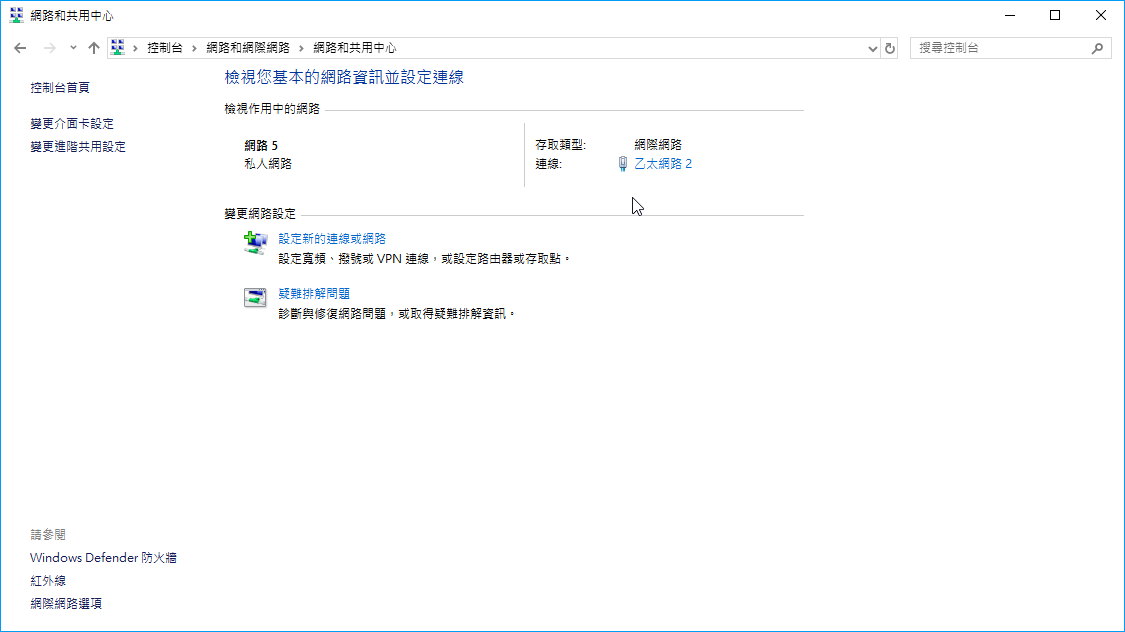 網路和共用中心
控制台 › 網路和網際網路 › 網路和共用中心
搜尋控制台
控制台首頁
變更介面卡設定
變更進階共用設定
檢視您基本的網路資訊並設定連線
檢視作用中的網路
網路 5
私人網路
存取類型: 網際網路
連線: 乙太網路 2
變更網路設定
設定新的連線或網路
設定寬頻、撥號或 VPN 連線，或設定路由器或存取點。
疑難排解問題
診斷與修復網路問題，或取得疑難排解資訊。
請參閱
Windows Defender 防火牆
紅外線
網際網路選項